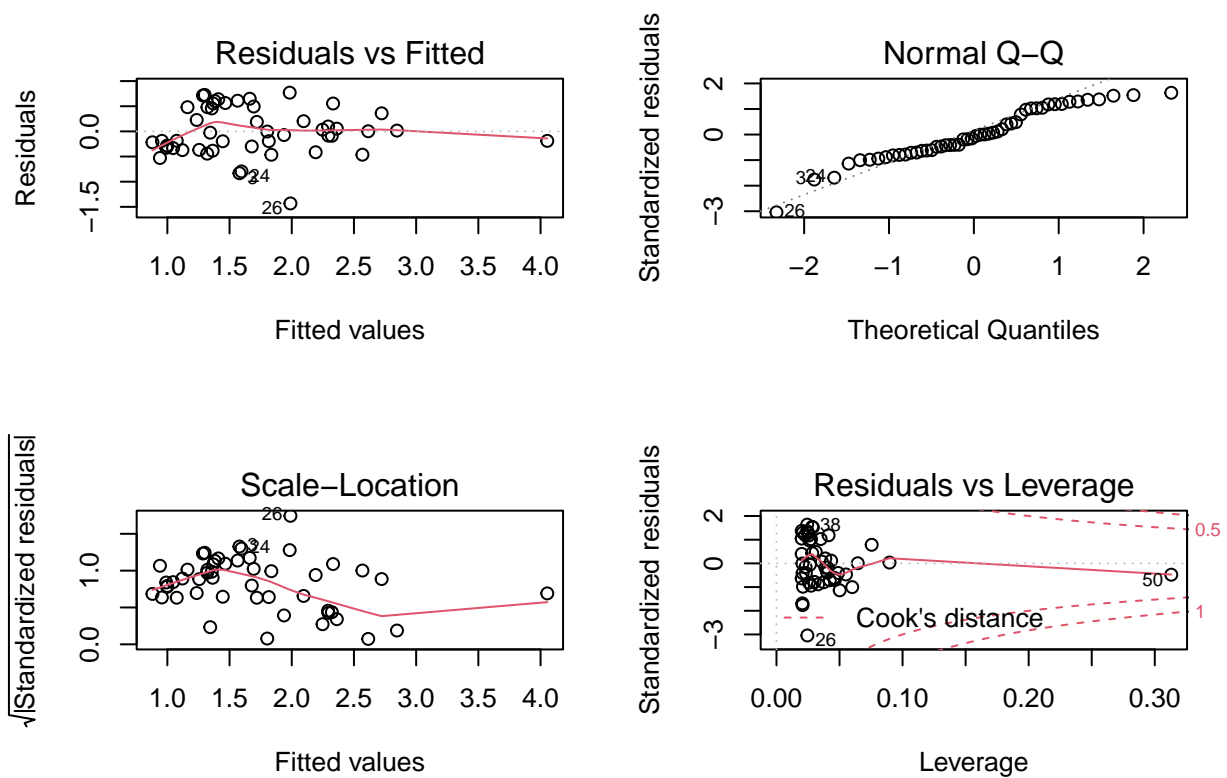 Residuals vs Fitted
Residuals
0.0
−1.5
3
24
26
1.0 1.5 2.0 2.5 3.0 3.5 4.0
Fitted values
Normal Q−Q
Standardized residuals
2
0
−3
324
26
−2 −1 0 1 2
Theoretical Quantiles
Scale−Location
√|Standardized residuals|
1.0
0.0
26
3
24
1.0 1.5 2.0 2.5 3.0 3.5 4.0
Fitted values
Residuals vs Leverage
Standardized residuals
2
0
−3
38
50
26
Cook's distance
0.5
1
0.00 0.10 0.20 0.30
Leverage